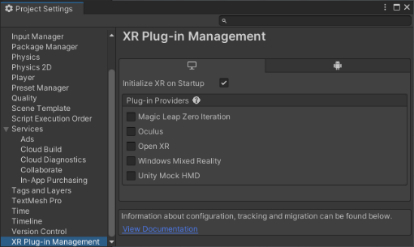 Project Settings
Input Manager
Package Manager
Physics
Physics 2D
Player
Preset Manager
Quality
Scene Template
Script Execution Order
Services
Ads
Cloud Build
Cloud Diagnostics
Collaborate
In-App Purchasing
Tags and Layers
TextMesh Pro
Time
Timeline
Version Control
XR Plug-in Management
XR Plug-in Management
Initialize XR on Startup
Plug-in Providers
Magic Leap Zero Iteration
Oculus
Open XR
Windows Mixed Reality
Unity Mock HMD
Information about configuration, tracking and migration can be found below.
View Documentation